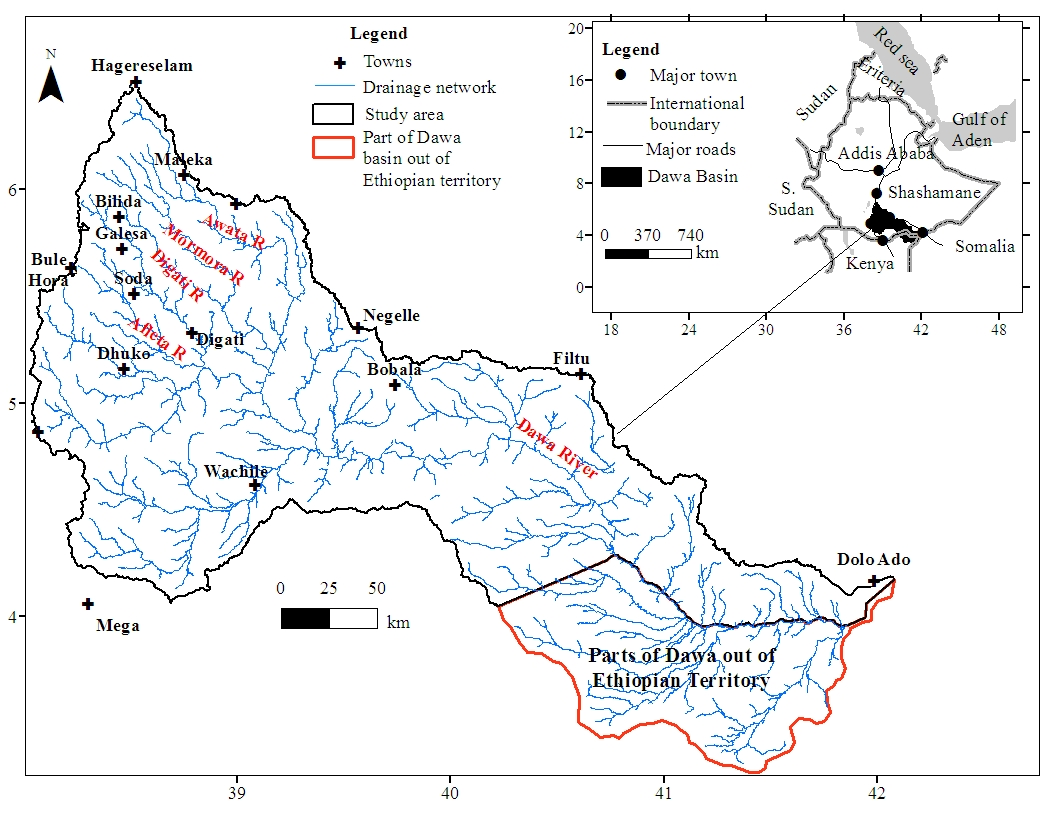 Legend
Towns
Drainage network
Study area
Part of Dawa
basin out of
Ethiopian territory
N
Hagereselam
Maleka
Bilida
Galesa
Bule
Hora
Soda
Digati
Dhuko
Negelle
Bobala
Filtu
Wachile
Mega
Dolo Ado
Awata R
Mormora R
Digati R
Afleta R
Dawa River
Parts of Dawa out of
Ethiopian Territory
0 25 50
km
6
5
4
39 40 41 42
Legend
Major town
International
boundary
Major roads
Dawa Basin
0 370 740
km
Red sea
Eriteria
Sudan
Gulf of
Aden
Addis Ababa
Shashamane
S.
Sudan
Somalia
Kenya
20
16
12
8
4
0
18 24 30 36 42 48